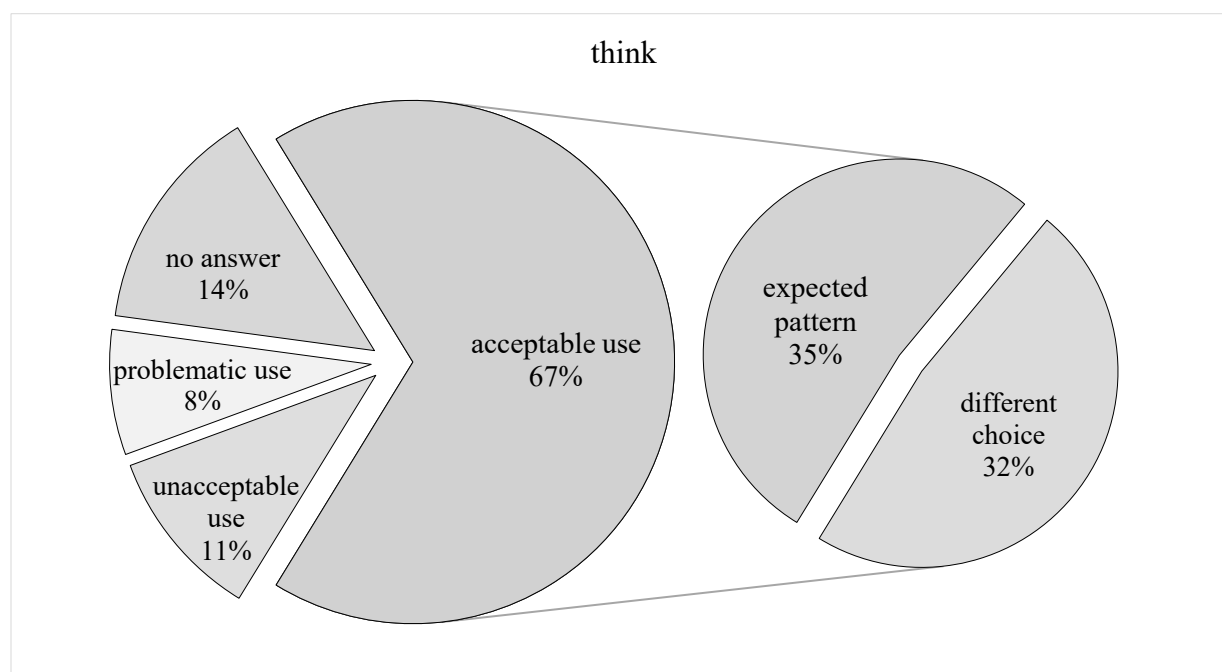 think
no answer
14%
problematic use
8%
unacceptable
use
11%
acceptable use
67%
expected
pattern
35%
different
choice
32%